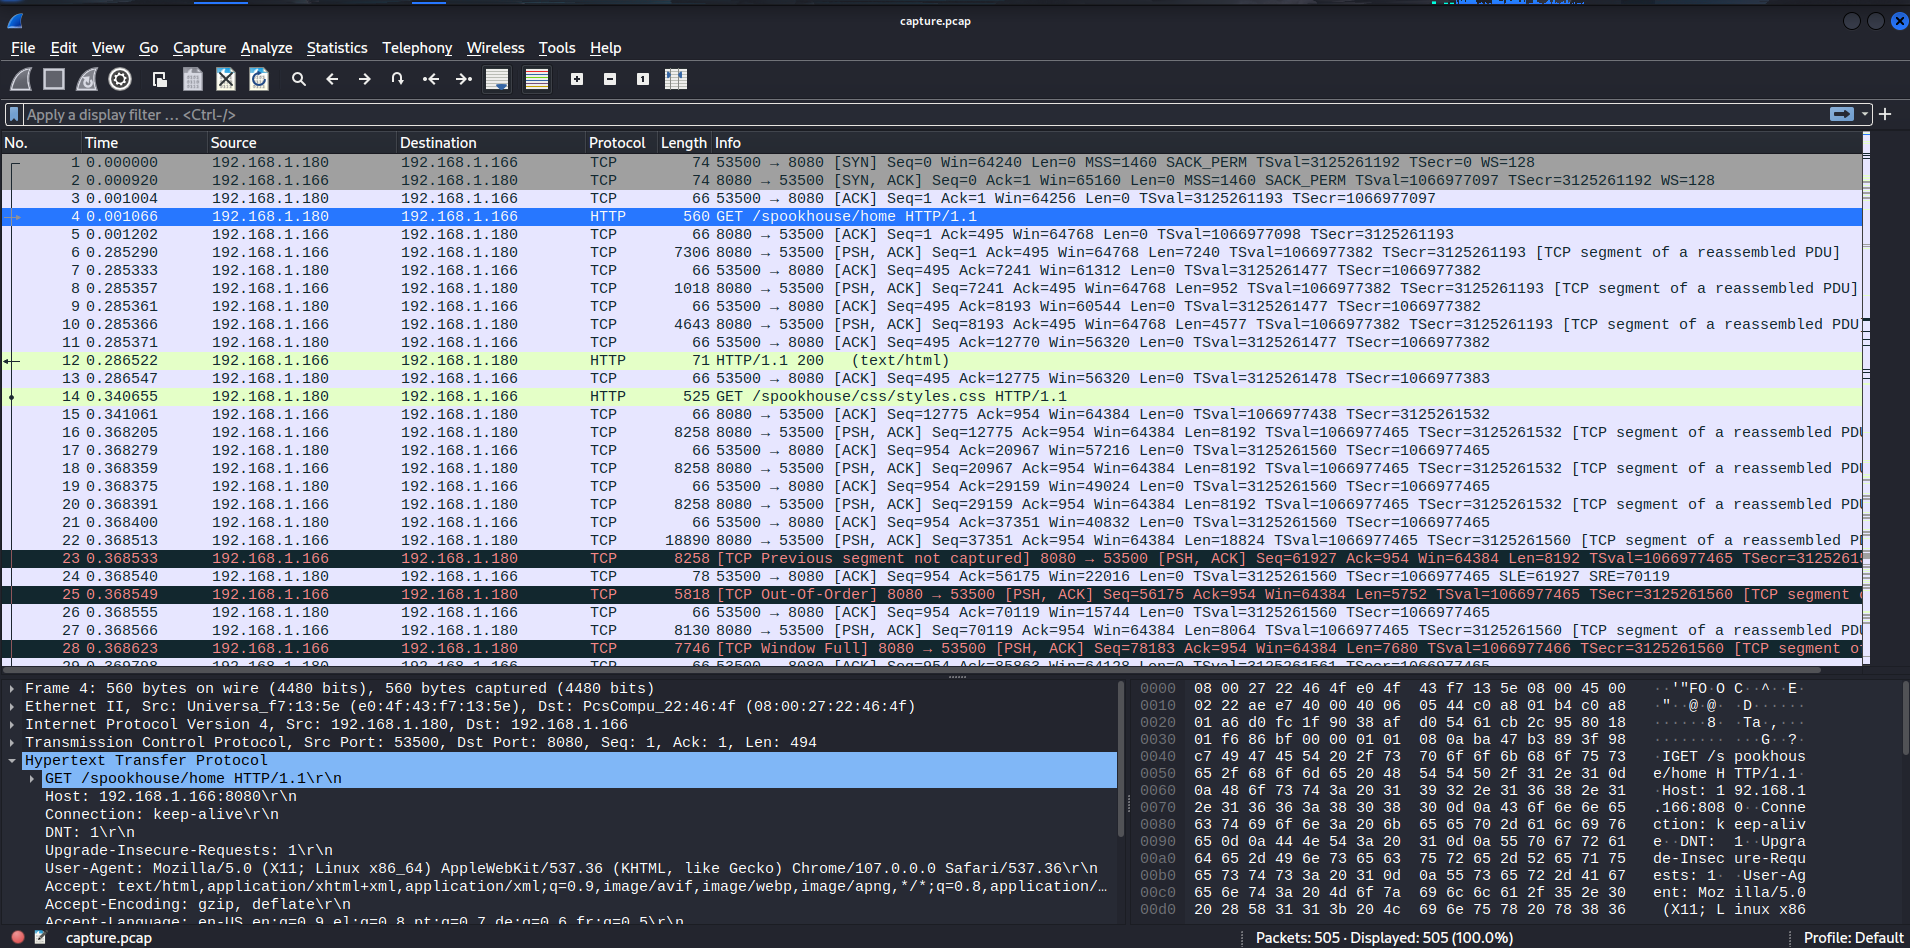 capture.pcap
File Edit View Go Capture Analyze Statistics Telephony Wireless Tools Help
Apply a display filter … <Ctrl-/>
No. Time Source Destination Protocol Length Info
1 0.000000 192.168.1.180 192.168.1.166 TCP 74 53500 → 8080 [SYN] Seq=0 Win=64240 Len=0 MSS=1460 SACK_PERM TSval=3125261192 TSecr=0 WS=128
2 0.000920 192.168.1.166 192.168.1.180 TCP 74 8080 → 53500 [SYN, ACK] Seq=0 Ack=1 Win=65160 Len=0 MSS=1460 SACK_PERM TSval=1066977097 TSecr=3125261192 WS=128
3 0.001004 192.168.1.180 192.168.1.166 TCP 66 53500 → 8080 [ACK] Seq=1 Ack=1 Win=64256 Len=0 TSval=3125261193 TSecr=1066977097
4 0.001066 192.168.1.180 192.168.1.166 HTTP 560 GET /spookhouse/home HTTP/1.1
5 0.001202 192.168.1.166 192.168.1.180 TCP 66 8080 → 53500 [ACK] Seq=1 Ack=495 Win=64768 Len=0 TSval=1066977098 TSecr=3125261193
6 0.285290 192.168.1.166 192.168.1.180 TCP 7306 8080 → 53500 [PSH, ACK] Seq=1 Ack=495 Win=64768 Len=7240 TSval=1066977382 TSecr=3125261193 [TCP segment of a reassembled PDU]
7 0.285333 192.168.1.180 192.168.1.166 TCP 66 53500 → 8080 [ACK] Seq=495 Ack=7241 Win=61312 Len=0 TSval=3125261477 TSecr=1066977382
8 0.285357 192.168.1.166 192.168.1.180 TCP 1018 8080 → 53500 [PSH, ACK] Seq=7241 Ack=495 Win=64768 Len=952 TSval=1066977382 TSecr=3125261193 [TCP segment of a reassembled PDU]
9 0.285361 192.168.1.180 192.168.1.166 TCP 66 53500 → 8080 [ACK] Seq=495 Ack=8193 Win=60544 Len=0 TSval=3125261477 TSecr=1066977382
10 0.285366 192.168.1.166 192.168.1.180 TCP 4643 8080 → 53500 [PSH, ACK] Seq=8193 Ack=495 Win=64768 Len=4577 TSval=1066977382 TSecr=3125261193 [TCP segment of a reassembled PDU
11 0.285371 192.168.1.180 192.168.1.166 TCP 66 53500 → 8080 [ACK] Seq=495 Ack=12770 Win=56320 Len=0 TSval=3125261477 TSecr=1066977382
12 0.286522 192.168.1.166 192.168.1.180 HTTP 71 HTTP/1.1 200 (text/html)
13 0.286547 192.168.1.180 192.168.1.166 TCP 66 53500 → 8080 [ACK] Seq=495 Ack=12775 Win=56320 Len=0 TSval=3125261478 TSecr=1066977383
14 0.340655 192.168.1.180 192.168.1.166 HTTP 525 GET /spookhouse/css/styles.css HTTP/1.1
15 0.341061 192.168.1.166 192.168.1.180 TCP 66 8080 → 53500 [ACK] Seq=12775 Ack=954 Win=64384 Len=0 TSval=1066977438 TSecr=3125261532
16 0.368205 192.168.1.166 192.168.1.180 TCP 8258 8080 → 53500 [PSH, ACK] Seq=12775 Ack=954 Win=64384 Len=8192 TSval=1066977465 TSecr=3125261532 [TCP segment of a reassembled PDU
17 0.368279 192.168.1.180 192.168.1.166 TCP 66 53500 → 8080 [ACK] Seq=954 Ack=20967 Win=57216 Len=0 TSval=3125261560 TSecr=1066977465
18 0.368359 192.168.1.166 192.168.1.180 TCP 8258 8080 → 53500 [PSH, ACK] Seq=20967 Ack=954 Win=64384 Len=8192 TSval=1066977465 TSecr=3125261532 [TCP segment of a reassembled PDU
19 0.368375 192.168.1.180 192.168.1.166 TCP 66 53500 → 8080 [ACK] Seq=954 Ack=29159 Win=49024 Len=0 TSval=3125261560 TSecr=1066977465
20 0.368391 192.168.1.166 192.168.1.180 TCP 8258 8080 → 53500 [PSH, ACK] Seq=29159 Ack=954 Win=64384 Len=8192 TSval=1066977465 TSecr=3125261532 [TCP segment of a reassembled PDU
21 0.368400 192.168.1.180 192.168.1.166 TCP 66 53500 → 8080 [ACK] Seq=954 Ack=37351 Win=40832 Len=0 TSval=3125261560 TSecr=1066977465
22 0.368513 192.168.1.166 192.168.1.180 TCP 18890 8080 → 53500 [PSH, ACK] Seq=37351 Ack=954 Win=64384 Len=18824 TSval=1066977465 TSecr=3125261560 [TCP segment of a reassembled P
23 0.368533 192.168.1.166 192.168.1.180 TCP 8258 [TCP Previous segment not captured] 8080 → 53500 [PSH, ACK] Seq=61927 Ack=954 Win=64384 Len=8192 TSval=1066977465 TSecr=31252615
24 0.368540 192.168.1.180 192.168.1.166 TCP 78 53500 → 8080 [ACK] Seq=954 Ack=56175 Win=22016 Len=0 TSval=3125261560 TSecr=1066977465 SLE=61927 SRE=70119
25 0.368549 192.168.1.166 192.168.1.180 TCP 5818 [TCP Out-Of-Order] 8080 → 53500 [PSH, ACK] Seq=56175 Ack=954 Win=64384 Len=5752 TSval=1066977465 TSecr=3125261560 [TCP segment
26 0.368555 192.168.1.180 192.168.1.166 TCP 66 53500 → 8080 [ACK] Seq=954 Ack=70119 Win=15744 Len=0 TSval=3125261560 TSecr=1066977465
27 0.368566 192.168.1.166 192.168.1.180 TCP 8130 8080 → 53500 [PSH, ACK] Seq=70119 Ack=954 Win=64384 Len=8064 TSval=1066977465 TSecr=3125261560 [TCP segment of a reassembled PDU
28 0.368623 192.168.1.166 192.168.1.180 TCP 7746 [TCP Window Full] 8080 → 53500 [PSH, ACK] Seq=78183 Ack=954 Win=64384 Len=7680 TSval=1066977466 TSecr=3125261560 [TCP segment of
29 0.369798 192.168.1.180 192.168.1.166 TCP 66 53500 → 8080 [ACK] Seq=954 Ack=85863 Win=64128 Len=0 TSval=3125261561 TSecr=1066977465
Frame 4: 560 bytes on wire (4480 bits), 560 bytes captured (4480 bits)
Ethernet II, Src: Universa_f7:13:5e (e0:4f:43:f7:13:5e), Dst: PcsCompu_22:46:4f (08:00:27:22:46:4f)
Internet Protocol Version 4, Src: 192.168.1.180, Dst: 192.168.1.166
Transmission Control Protocol, Src Port: 53500, Dst Port: 8080, Seq: 1, Ack: 1, Len: 494
Hypertext Transfer Protocol
GET /spookhouse/home HTTP/1.1\r\n
Host: 192.168.1.166:8080\r\n
Connection: keep-alive\r\n
DNT: 1\r\n
Upgrade-Insecure-Requests: 1\r\n
User-Agent: Mozilla/5.0 (X11; Linux x86_64) AppleWebKit/537.36 (KHTML, like Gecko) Chrome/107.0.0.0 Safari/537.36\r\n
Accept: text/html,application/xhtml+xml,application/xml;q=0.9,image/avif,image/webp,image/apng,*/*;q=0.8,application/…
Accept-Encoding: gzip, deflate\r\n
Accept-Language: en-US,en;q=0.9,el;q=0.8,pt;q=0.7,de;q=0.6,fr;q=0.5\r\n
0000 08 00 27 22 46 4f e0 4f 43 f7 13 5e 08 00 45 00 ··'"FO·O C··^··E·
0010 02 22 ae e7 40 00 40 06 05 44 c0 a8 01 b4 c0 a8 ·"··@·@· ·D······
0020 01 a6 d0 fc 1f 90 38 af d0 54 61 cb 2c 95 80 18 ······8· ·Ta·,···
0030 01 f6 86 bf 00 00 01 01 08 0a ba 47 b3 89 3f 98 ········ ···G··?·
0040 c7 49 47 45 54 20 2f 73 70 6f 6f 6b 68 6f 75 73 ·IGET /s pookhous
0050 65 2f 68 6f 6d 65 20 48 54 54 50 2f 31 2e 31 0d e/home H TTP/1.1·
0060 0a 48 6f 73 74 3a 20 31 39 32 2e 31 36 38 2e 31 ·Host: 1 92.168.1
0070 2e 31 36 36 3a 38 30 38 30 0d 0a 43 6f 6e 6e 65 .166:808 0··Conne
0080 63 74 69 6f 6e 3a 20 6b 65 65 70 2d 61 6c 69 76 ction: k eep-aliv
0090 65 0d 0a 44 4e 54 3a 20 31 0d 0a 55 70 67 72 61 e··DNT: 1··Upgra
00a0 64 65 2d 49 6e 73 65 63 75 72 65 2d 52 65 71 75 de-Insec ure-Requ
00b0 65 73 74 73 3a 20 31 0d 0a 55 73 65 72 2d 41 67 ests: 1· ·User-Ag
00c0 65 6e 74 3a 20 4d 6f 7a 69 6c 6c 61 2f 35 2e 30 ent: Moz illa/5.0
00d0 20 28 58 31 31 3b 20 4c 69 6e 75 78 20 78 38 36 (X11; L inux x86
capture.pcap Packets: 505 · Displayed: 505 (100.0%) Profile: Default